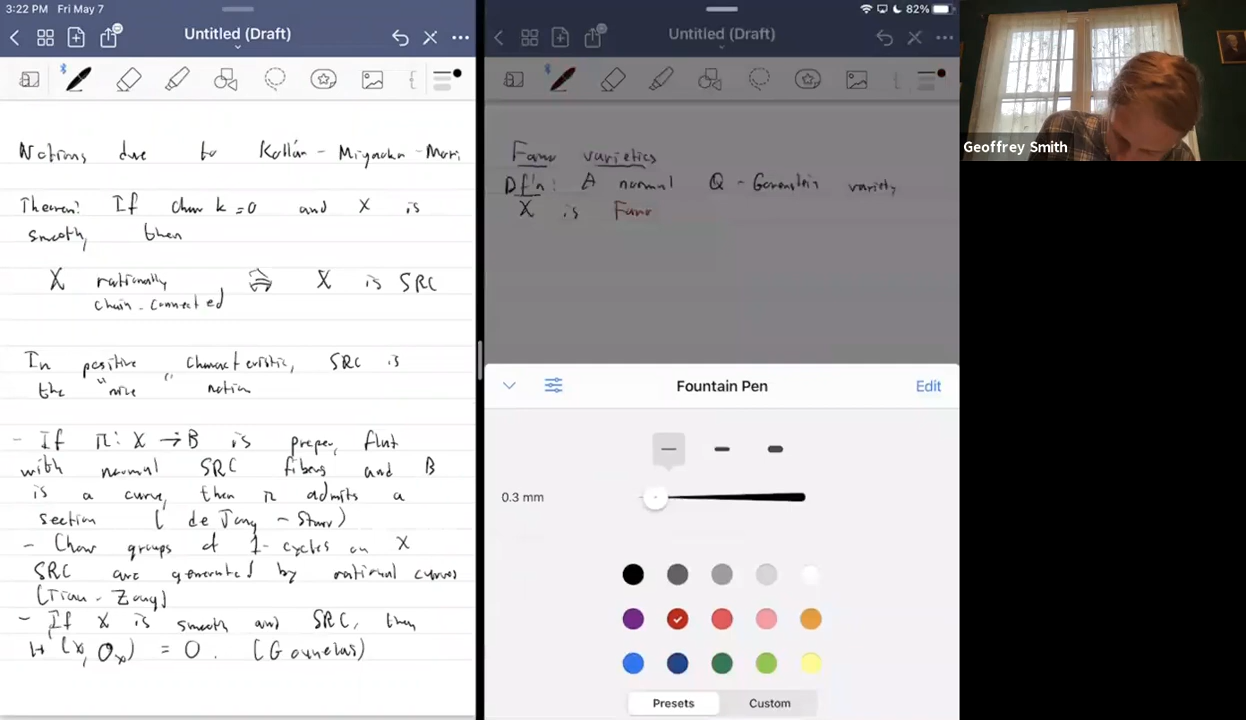 3:22 PM Fri May 7
82%
Untitled (Draft)
Untitled (Draft)
Notions due to Kollár-Miyaoka-Mori
Theorem: If char k = 0 and X is
smooth, then
X rationally chain-connected ⇔ X is SRC
In positive characteristic, SRC is
the "nice" notion
- If π: X → B is proper, flat
with normal SRC fibers and B
is a curve, then π admits a
section (de Jong - Starr)
- Chow groups of 1-cycles on X
SRC are generated by rational curves
(Tian - Zong)
- If X is smooth and SRC, then
H¹(X, O_X) = 0. (Gounelas)
Fano varieties
Df'n: A normal Q-Gorenstein variety
X is Fano
Fountain Pen
Edit
0.3 mm
Presets
Custom
Geoffrey Smith